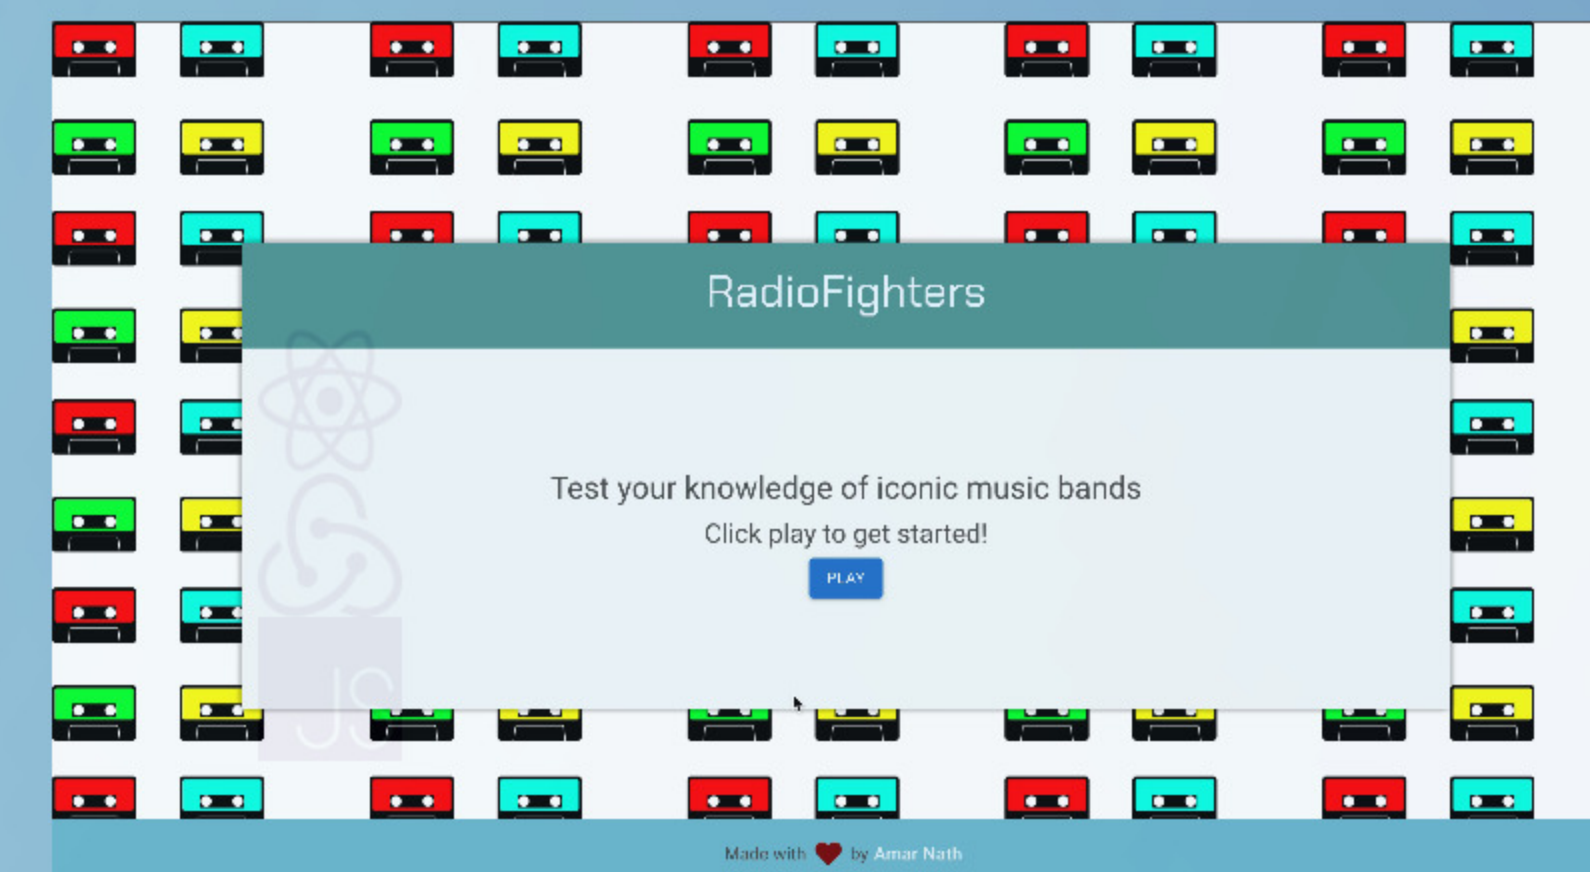 RadioFighters
Test your knowledge of iconic music bands
Click play to get started!
PLAY
JS
Made with ❤ by Amar Nath